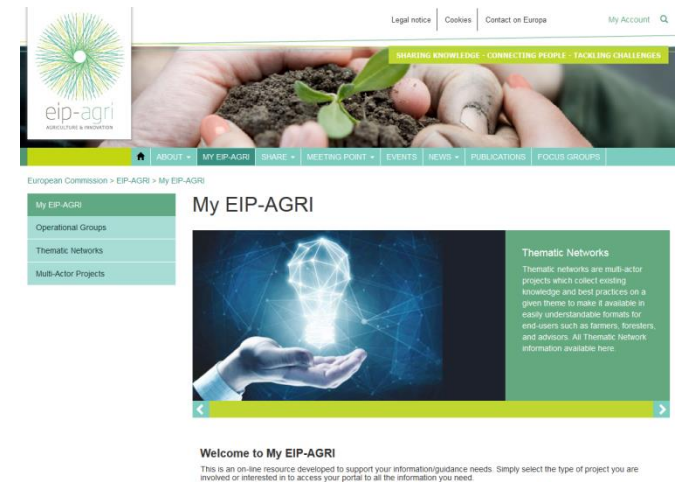 Legal notice
Cookies
Contact on Europa
My Account
SHARING KNOWLEDGE - CONNECTING PEOPLE - TACKLING CHALLENGES
eip-agri
AGRICULTURE & INNOVATION
ABOUT
MY EIP-AGRI
SHARE
MEETING POINT
EVENTS
NEWS
PUBLICATIONS
FOCUS GROUPS
European Commission > EIP-AGRI > My EIP-AGRI
My EIP-AGRI
Operational Groups
Thematic Networks
Multi-Actor Projects
My EIP-AGRI
Thematic Networks
Thematic networks are multi-actor
projects which collect existing
knowledge and best practices on a
given theme to make it available in
easily understandable formats for
end-users such as farmers, foresters,
and advisors. All Thematic Network
information available here.
Welcome to My EIP-AGRI
This is an on-line resource developed to support your information/guidance needs. Simply select the type of project you are
involved or interested in to access your portal to all the information you need.